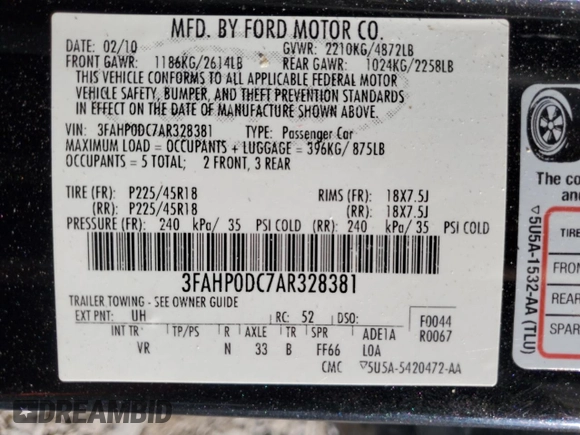 MFD. BY FORD MOTOR CO.
DATE: 02/10 GVWR: 2210KG/4872LB
FRONT GAWR: 1186KG/2614LB REAR GAWR: 1024KG/2258LB
THIS VEHICLE CONFORMS TO ALL APPLICABLE FEDERAL MOTOR
VEHICLE SAFETY, BUMPER, AND THEFT PREVENTION STANDARDS
IN EFFECT ON THE DATE OF MANUFACTURE SHOWN ABOVE.
VIN: 3FAHP0DC7AR328381 TYPE: Passenger Car
MAXIMUM LOAD = OCCUPANTS + LUGGAGE = 396KG/ 875LB
OCCUPANTS = 5 TOTAL; 2 FRONT, 3 REAR
TIRE (FR): P225/45R18 RIMS (FR): 18X7.5J
(RR): P225/45R18 (RR): 18X7.5J
PRESSURE (FR): 240 kPa/ 35 PSI COLD (RR): 240 kPa/ 35 PSI COLD
3FAHP0DC7AR328381
TRAILER TOWING - SEE OWNER GUIDE
EXT PNT: UH RC: 52 DSO: F0044
INT TR TP/PS R AXLE TR SPR ADE1A R0067
VR N 33 B FF66 LOA
CMC ▽5U5A-5420472-AA
▽5U5A-1532-AA (TLU)
The co
an
TIRE
FRON
REAR
SPAR
DREAMBID